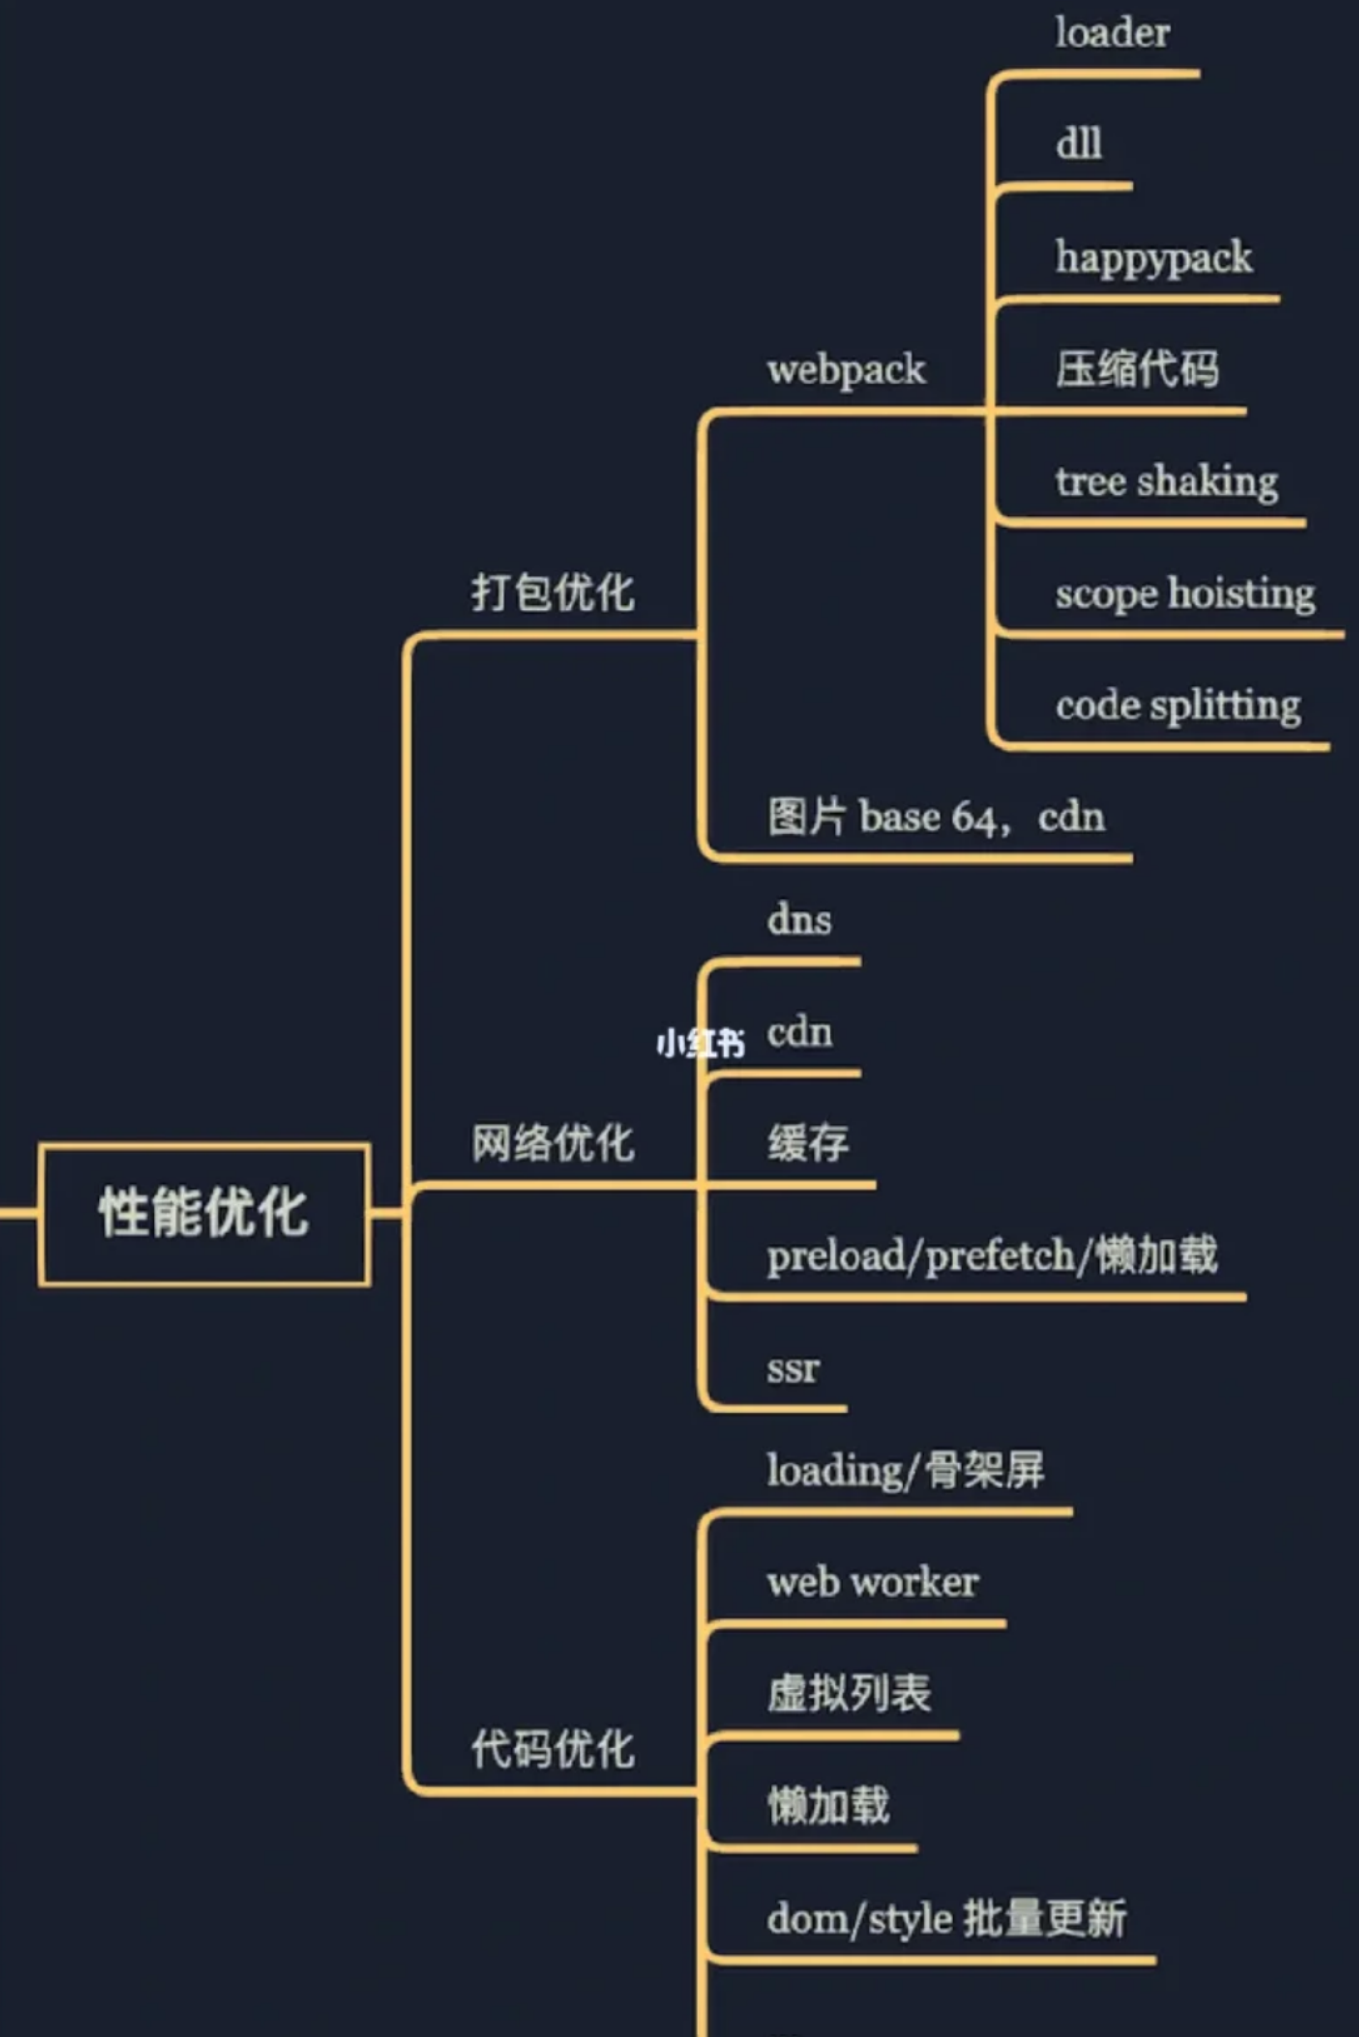 性能优化
打包优化
webpack
loader
dll
happypack
压缩代码
tree shaking
scope hoisting
code splitting
图片 base 64，cdn
网络优化
dns
cdn
缓存
preload/prefetch/懒加载
ssr
代码优化
loading/骨架屏
web worker
虚拟列表
懒加载
dom/style 批量更新
小红书